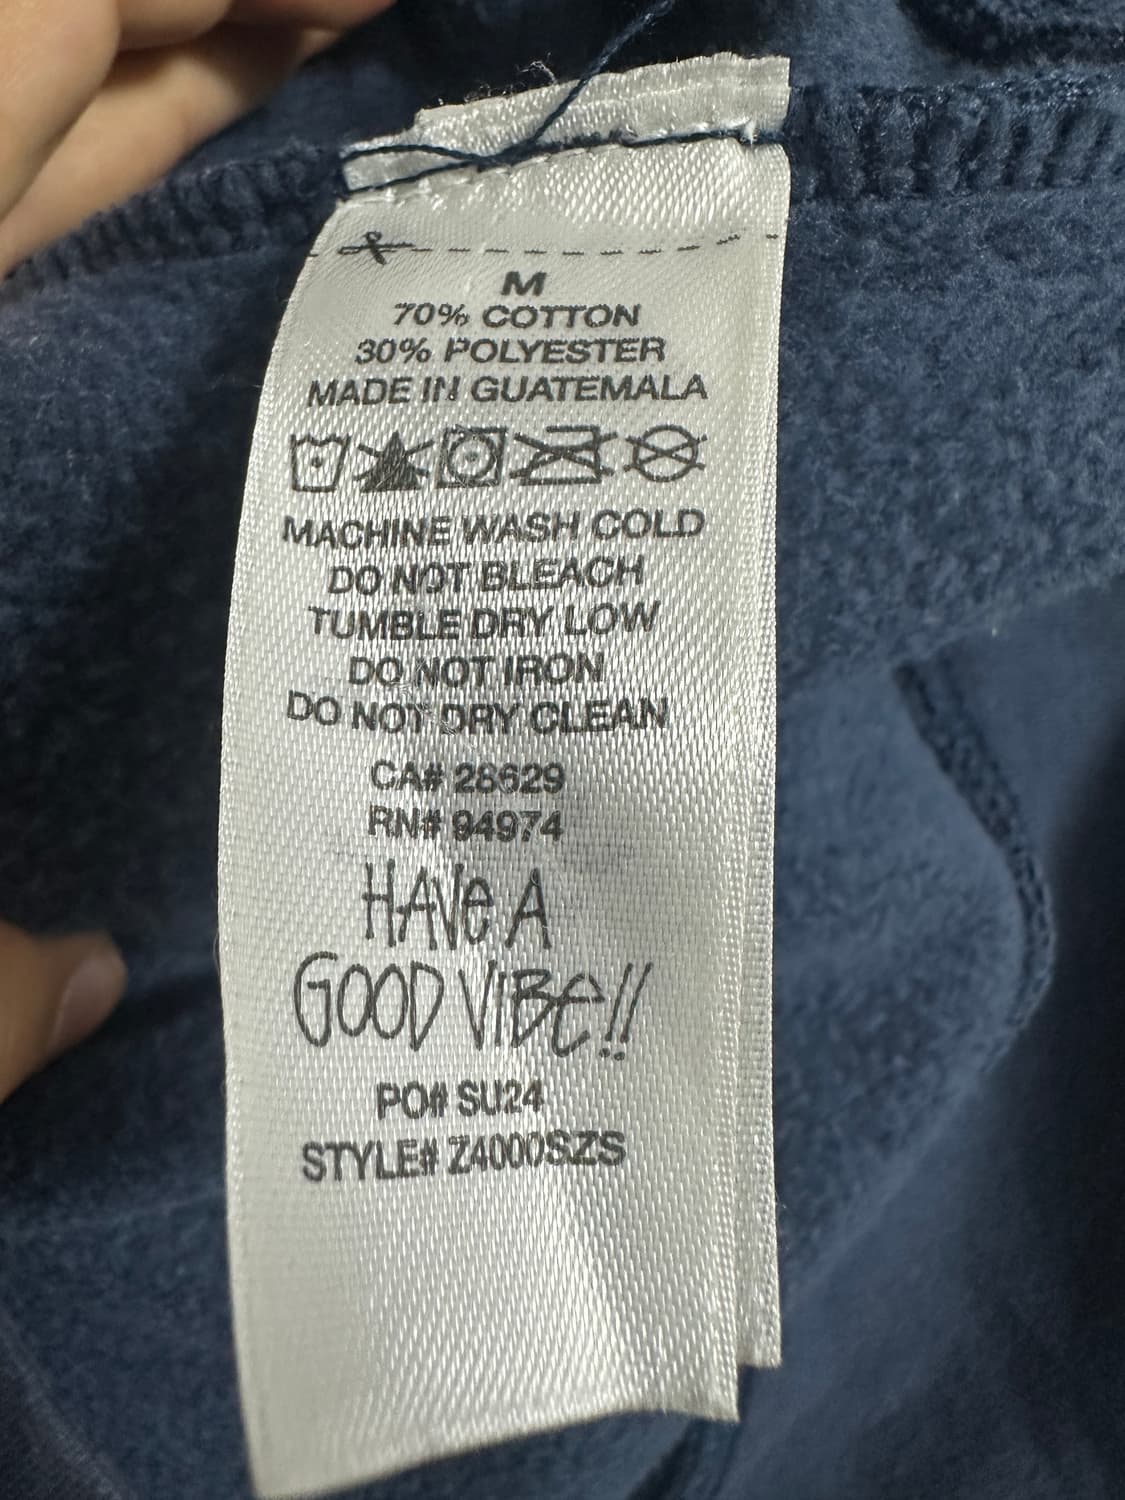 M
70% COTTON
30% POLYESTER
MADE IN GUATEMALA
MACHINE WASH COLD
DO NOT BLEACH
TUMBLE DRY LOW
DO NOT IRON
DO NOT DRY CLEAN
CA# 28629
RN# 94974
HAVe A
GOOD VIBe!!
PO# SU24
STYLE# Z4000SZS